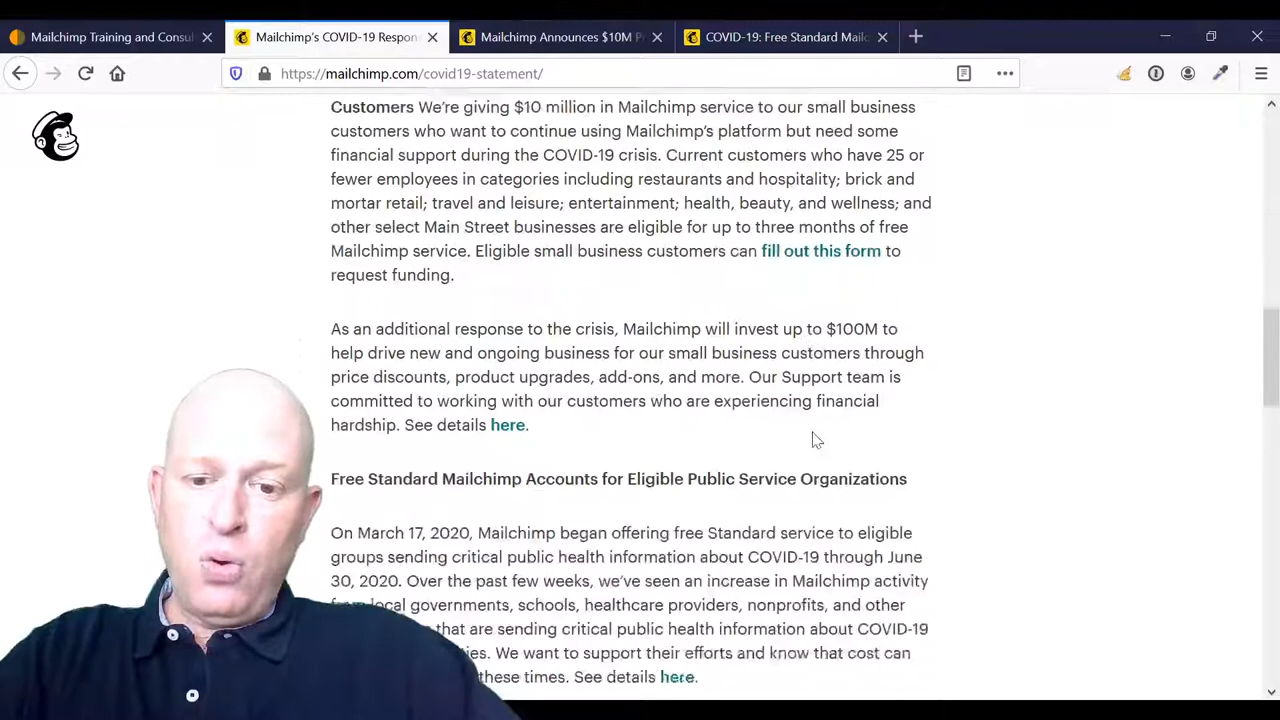 Mailchimp Training and Consul
Mailchimp's COVID-19 Respon
Mailchimp Announces $10M P
COVID-19: Free Standard Mailc
https://mailchimp.com/covid19-statement/
Customers We're giving $10 million in Mailchimp service to our small business
customers who want to continue using Mailchimp's platform but need some
financial support during the COVID-19 crisis. Current customers who have 25 or
fewer employees in categories including restaurants and hospitality; brick and
mortar retail; travel and leisure; entertainment; health, beauty, and wellness; and
other select Main Street businesses are eligible for up to three months of free
Mailchimp service. Eligible small business customers can fill out this form to
request funding.
As an additional response to the crisis, Mailchimp will invest up to $100M to
help drive new and ongoing business for our small business customers through
price discounts, product upgrades, add-ons, and more. Our Support team is
committed to working with our customers who are experiencing financial
hardship. See details here.
Free Standard Mailchimp Accounts for Eligible Public Service Organizations
On March 17, 2020, Mailchimp began offering free Standard service to eligible
groups sending critical public health information about COVID-19 through June
30, 2020. Over the past few weeks, we've seen an increase in Mailchimp activity
local governments, schools, healthcare providers, nonprofits, and other
that are sending critical public health information about COVID-19
We want to support their efforts and know that cost can
these times. See details here.